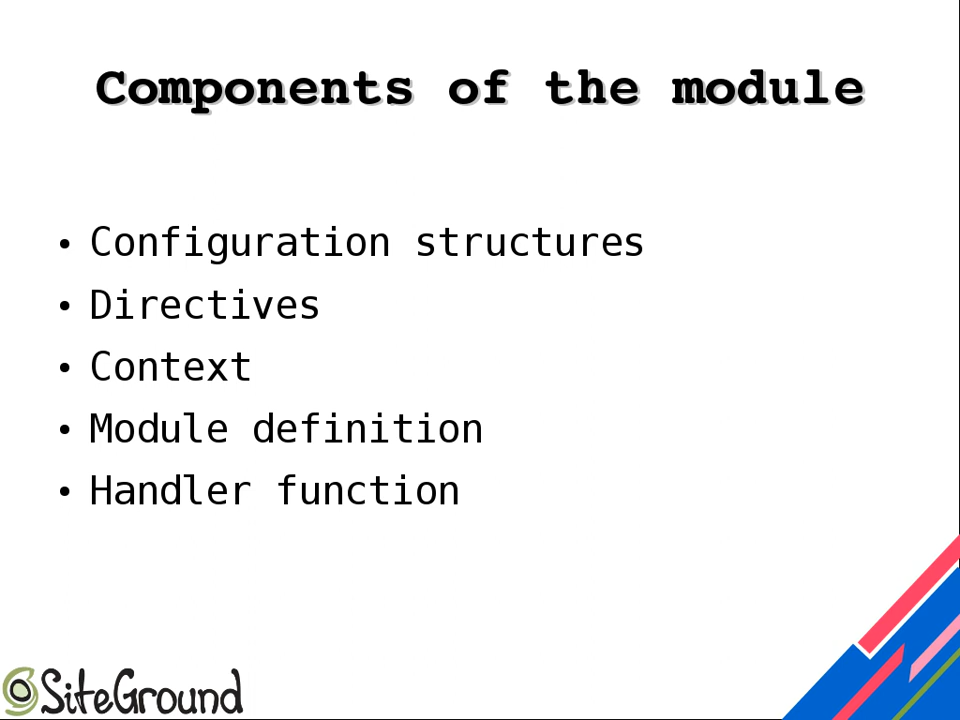 Components of the module
• Configuration structures
• Directives
• Context
• Module definition
• Handler function
SiteGround